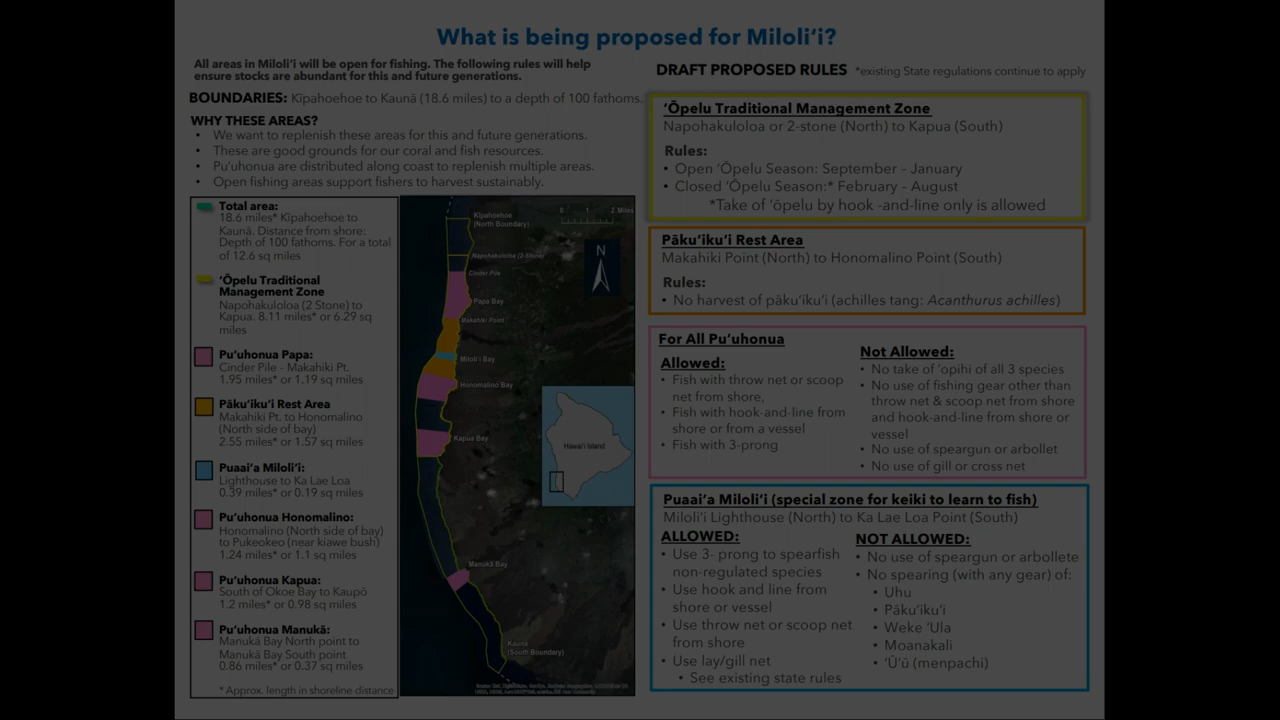 What is being proposed for Miloliʻi?
All areas in Miloliʻi will be open for fishing. The following rules will help
ensure stocks are abundant for this and future generations.
BOUNDARIES: Kīpahoehoe to Kaunā (18.6 miles) to a depth of 100 fathoms.
WHY THESE AREAS?
• We want to replenish these areas for this and future generations.
• These are good grounds for our coral and fish resources.
• Puʻuhonua are distributed along coast to replenish multiple areas.
• Open fishing areas support fishers to harvest sustainably.
Total area:
18.6 miles* Kīpahoehoe to
Kaunā. Distance from shore:
Depth of 100 fathoms. For a total
of 12.6 sq miles
ʻŌpelu Traditional
Management Zone
Napohakuloloa (2 Stone) to
Kapua. 8.11 miles* or 6.29 sq
miles
Puʻuhonua Papa:
Cinder Pile - Makahiki Pt.
1.95 miles* or 1.19 sq miles
Pākuʻikuʻi Rest Area
Makahiki Pt. to Honomalino
(North side of bay)
2.55 miles* or 1.57 sq miles
Puaaiʻa Miloliʻi:
Lighthouse to Ka Lae Loa
0.39 miles* or 0.19 sq miles
Puʻuhonua Honomalino:
Honomalino (North side of bay)
to Pukeokeo (near kiawe bush)
1.24 miles* or 1.1 sq miles
Puʻuhonua Kapua:
South of Okoe Bay to Kaupō
1.2 miles* or 0.98 sq miles
Puʻuhonua Manukā:
Manukā Bay North point to
Manukā Bay South point
0.86 miles* or 0.37 sq miles
* Approx. length in shoreline distance
Kīpahoehoe
(North Boundary)
0 1 2 Miles
N
Napohakuloloa (2-Stone)
Cinder Pile
Papa Bay
Makahiki Point
Miloliʻi Bay
Honomalino Bay
Kapua Bay
Hawaiʻi Island
Manukā Bay
Kauna
(South Boundary)
DRAFT PROPOSED RULES *existing State regulations continue to apply
ʻŌpelu Traditional Management Zone
Napohakuloloa or 2-stone (North) to Kapua (South)
Rules:
• Open ʻŌpelu Season: September – January
• Closed ʻŌpelu Season:* February - August
*Take of ʻōpelu by hook -and-line only is allowed
Pākuʻikuʻi Rest Area
Makahiki Point (North) to Honomalino Point (South)
Rules:
• No harvest of pākuʻikuʻi (achilles tang: Acanthurus achilles)
For All Puʻuhonua
Allowed:
• Fish with throw net or scoop
net from shore,
• Fish with hook-and-line from
shore or from a vessel
• Fish with 3-prong
Not Allowed:
• No take of ʻopihi of all 3 species
• No use of fishing gear other than
throw net & scoop net from shore
and hook-and-line from shore or
vessel
• No use of speargun or arbollet
• No use of gill or cross net
Puaaiʻa Miloliʻi (special zone for keiki to learn to fish)
Miloliʻi Lighthouse (North) to Ka Lae Loa Point (South)
ALLOWED:
• Use 3- prong to spearfish
non-regulated species
• Use hook and line from
shore or vessel
• Use throw net or scoop net
from shore
• Use lay/gill net
• See existing state rules
NOT ALLOWED:
• No use of speargun or arbollete
• No spearing (with any gear) of:
• Uhu
• Pākuʻikuʻi
• Weke ʻUla
• Moanakali
• ʻŪʻū (menpachi)